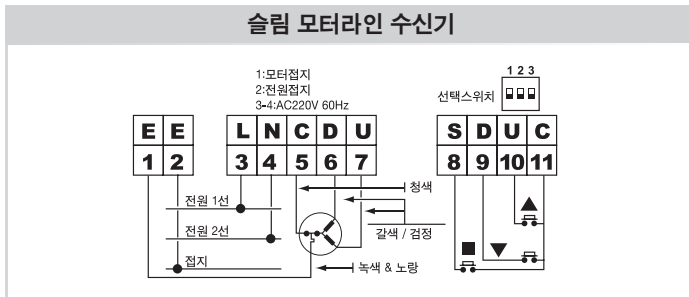 슬림 모터라인 수신기
1:모터접지
2:전원접지
3-4:AC220V 60Hz
1 2 3
선택스위치
E E L N C D U S D U C
1 2 3 4 5 6 7 8 9 10 11
청색
전원 1선
갈색 / 검정
전원 2선
접지
녹색 & 노랑